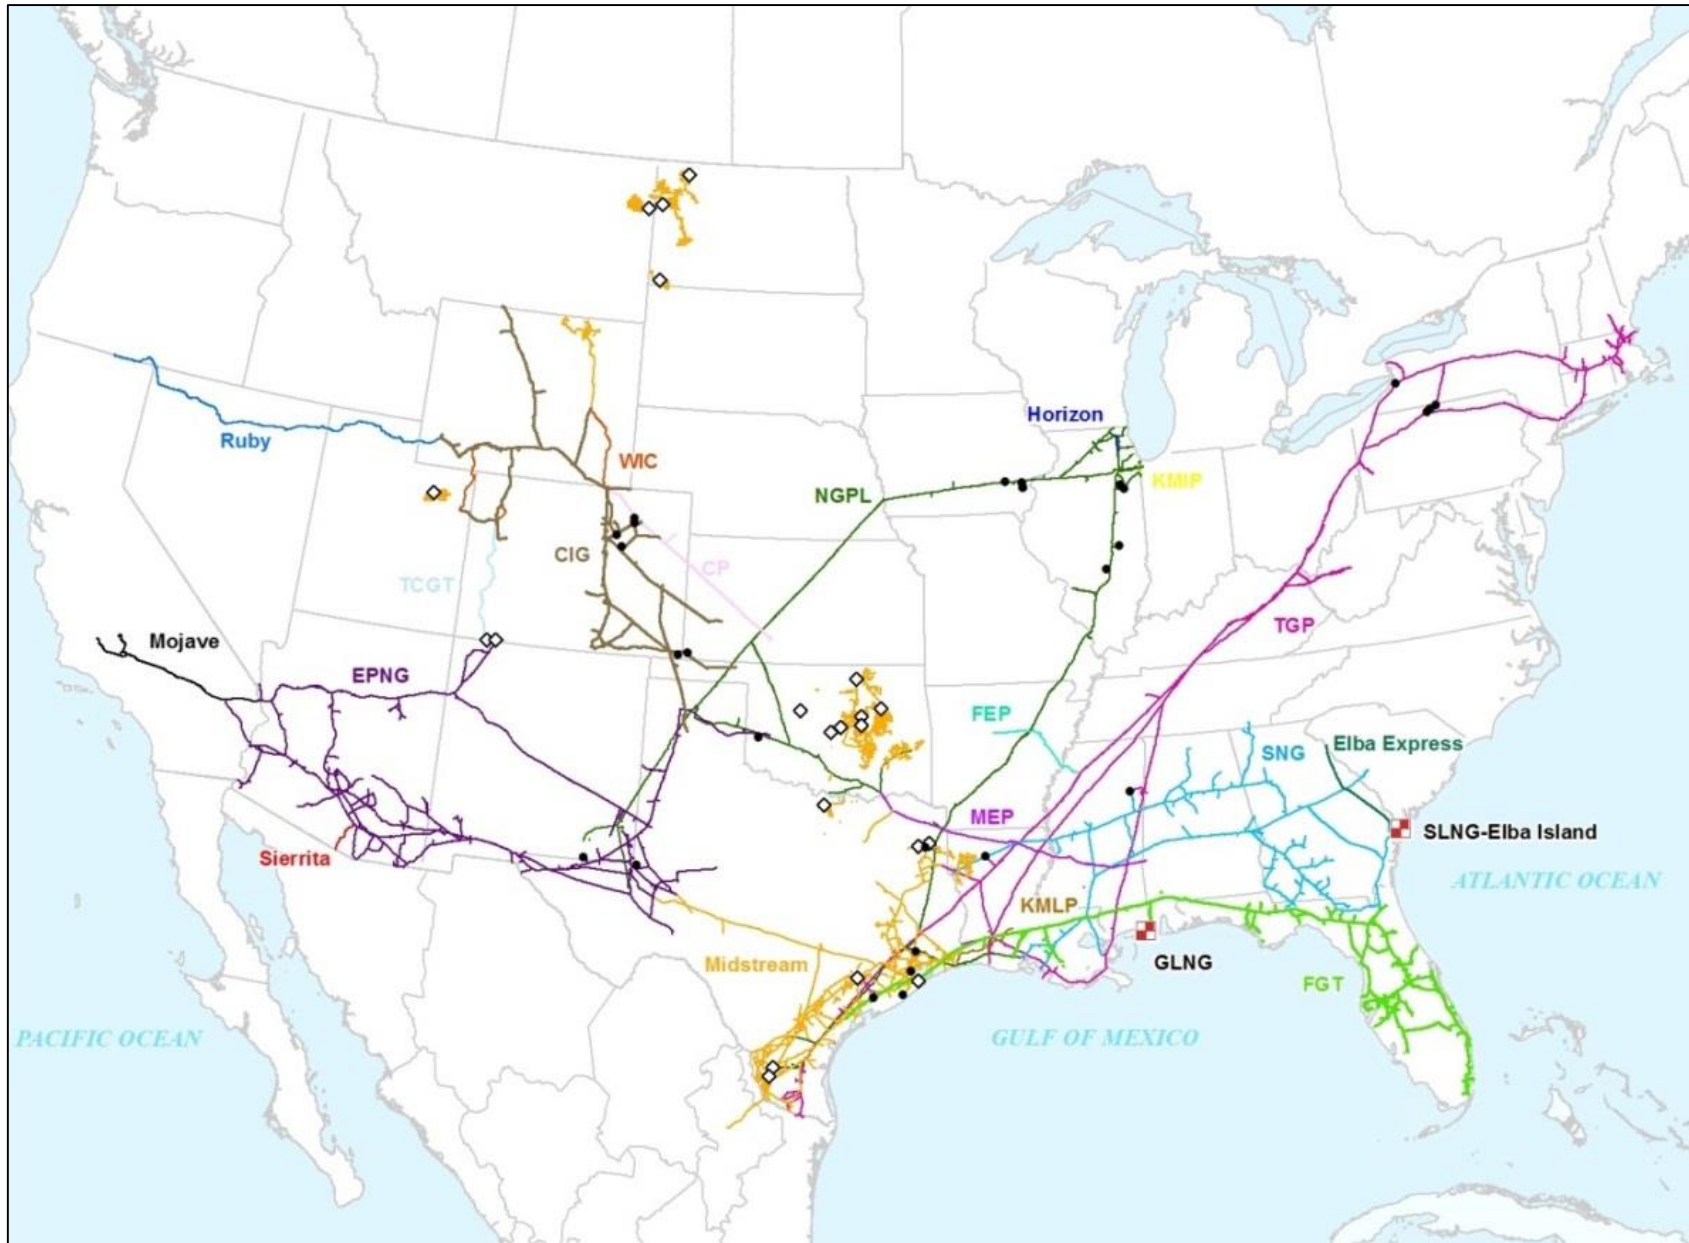 Horizon
Ruby
WIC
NGPL
KMIP
CIG
CP
TCGT
Mojave
TGP
EPNG
FEP
SNG
Elba Express
MEP
SLNG-Elba Island
Sierrita
ATLANTIC OCEAN
KMLP
Midstream
GLNG
FGT
PACIFIC OCEAN
GULF OF MEXICO